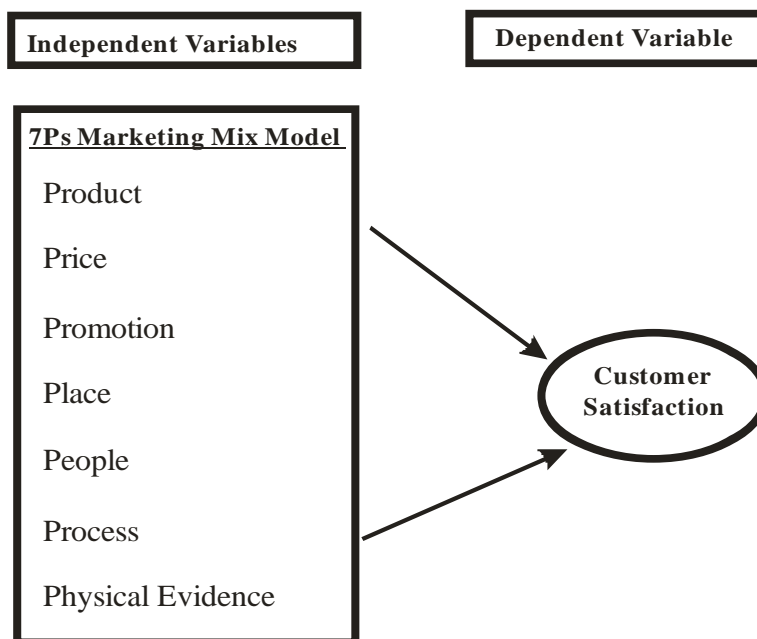 Independent Variables
Dependent Variable
7Ps Marketing Mix Model
Product
Price
Promotion
Place
People
Process
Physical Evidence
Customer
Satisfaction